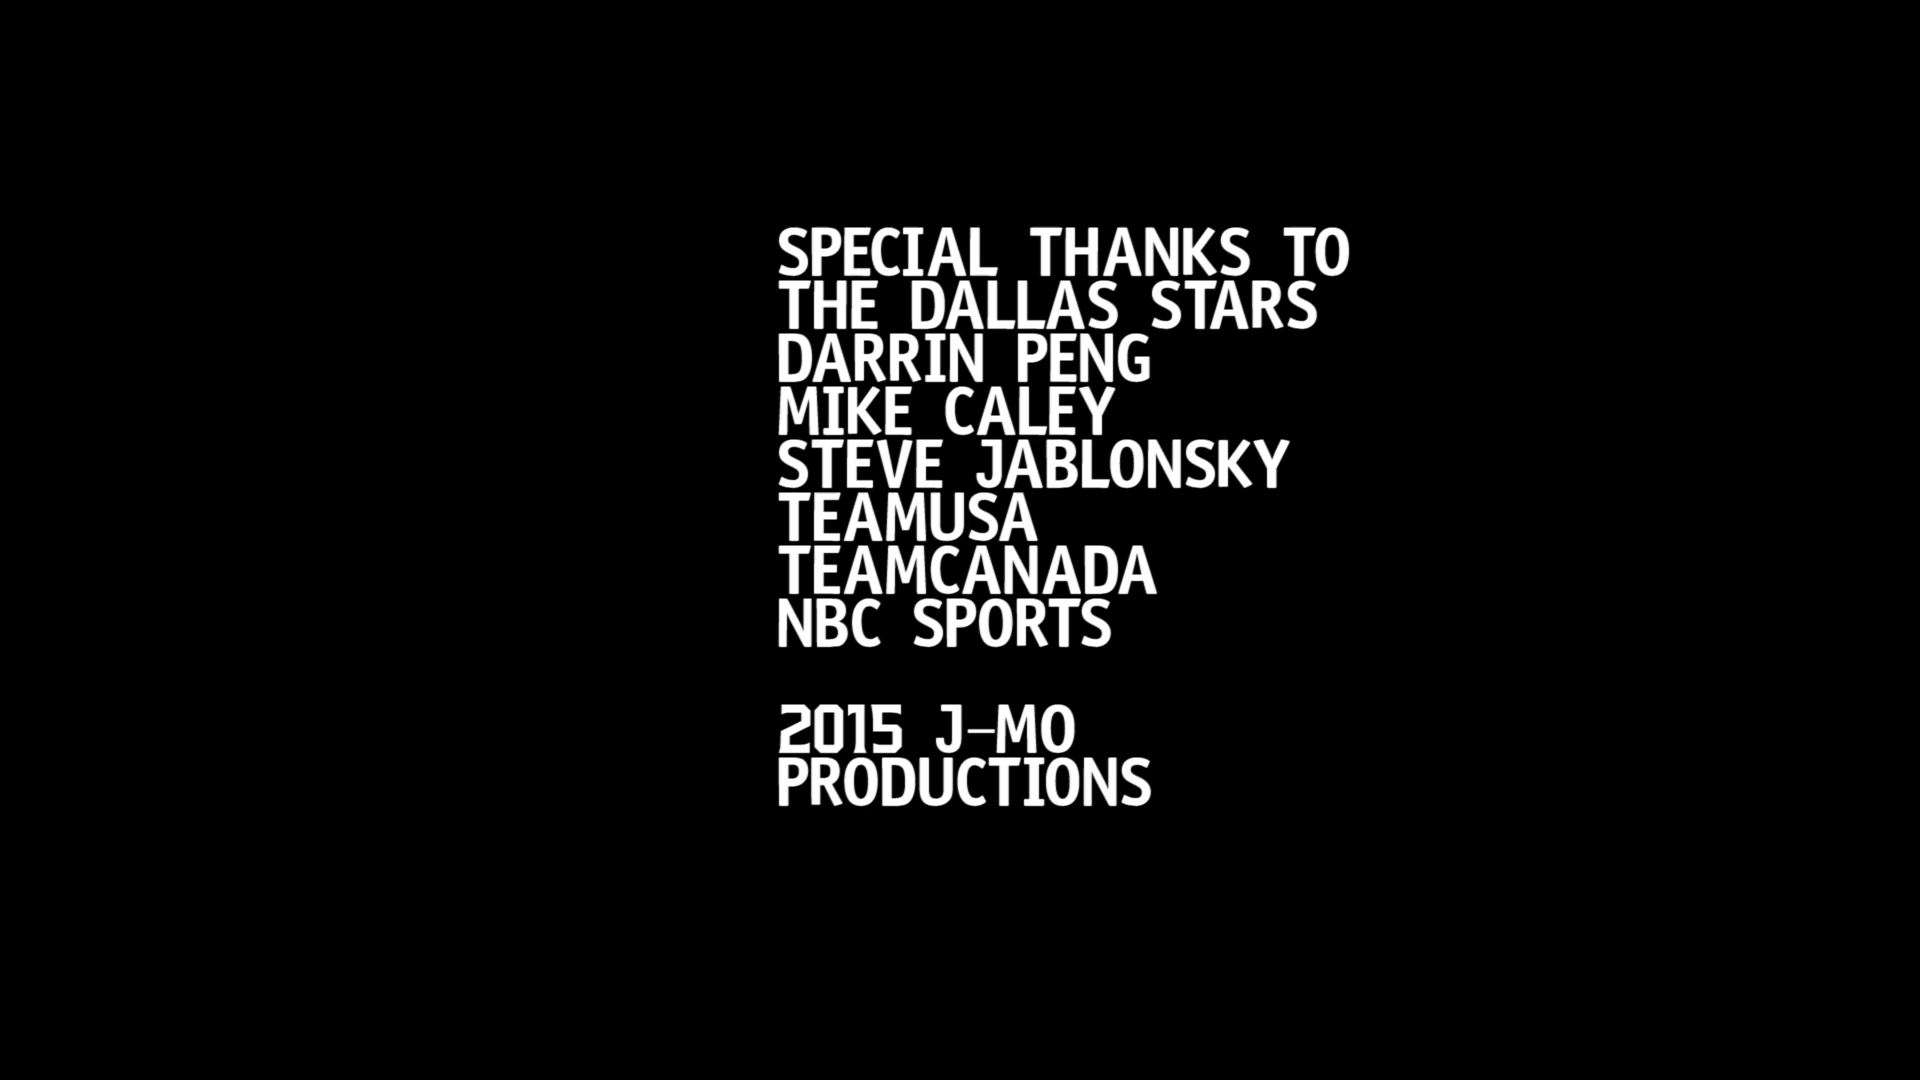 SPECIAL THANKS TO
THE DALLAS STARS
DARRIN PENG
MIKE CALEY
STEVE JABLONSKY
TEAMUSA
TEAMCANADA
NBC SPORTS
2015 J-MO
PRODUCTIONS